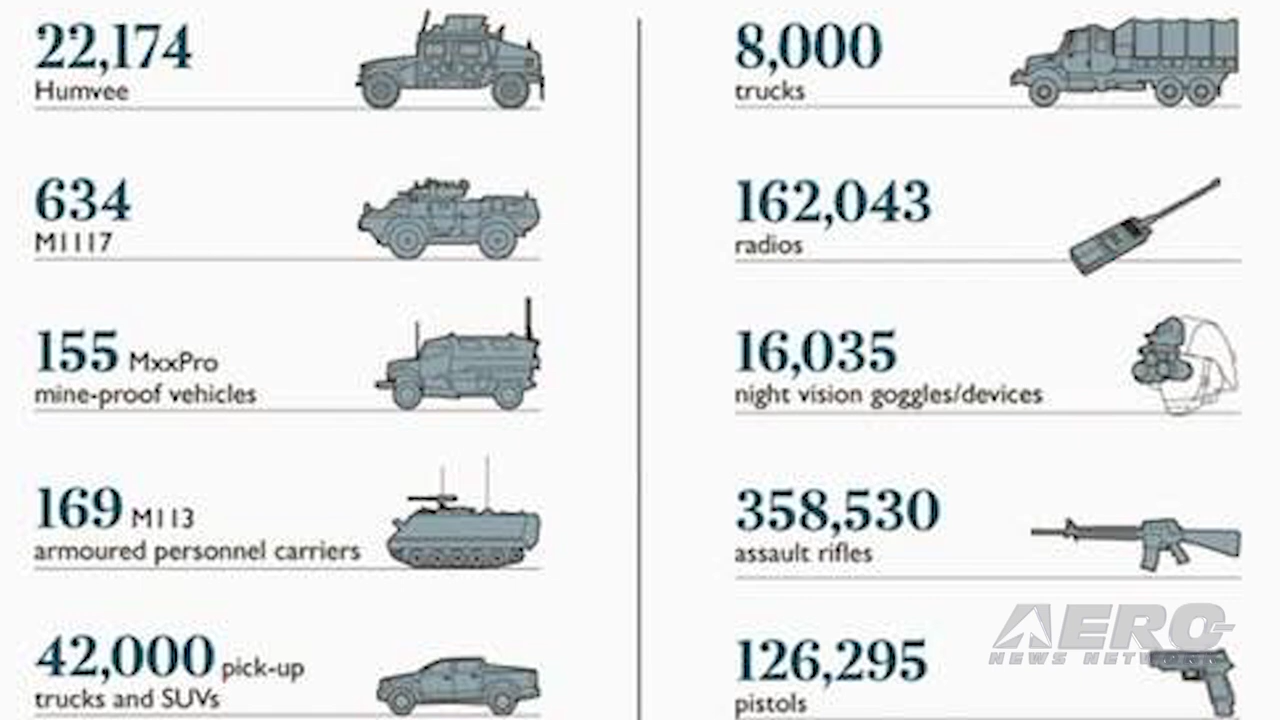 22,174
Humvee
634
M1117
155 MxxPro
mine-proof vehicles
169 M113
armoured personnel carriers
42,000 pick-up
trucks and SUVs
8,000
trucks
162,043
radios
16,035
night vision goggles/devices
358,530
assault rifles
126,295
pistols
AERO-
NEWS NETWORK